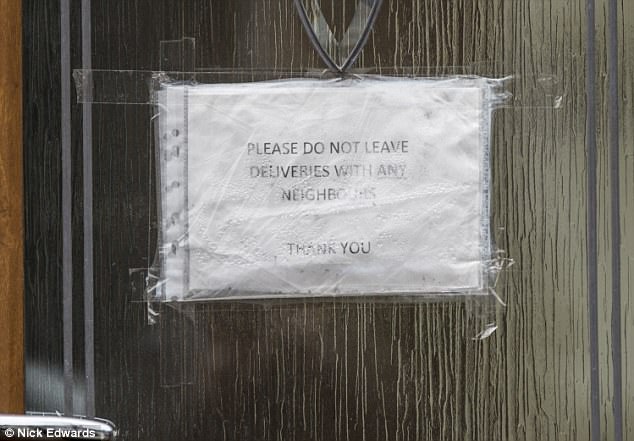 PLEASE DO NOT LEAVE
DELIVERIES WITH ANY
NEIGHBOURS
THANK YOU
© Nick Edwards